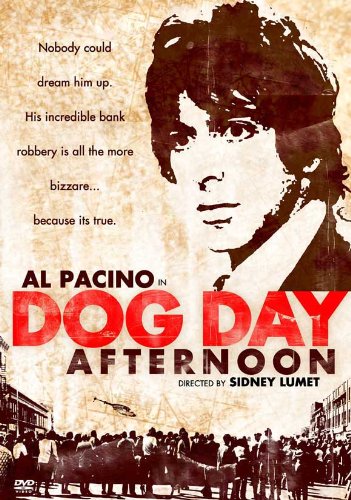 Nobody could
dream him up.
His incredible bank
robbery is all the more
bizzare...
because its true.
AL PACINO IN
DOG DAY
AFTERNOON
DIRECTED BY SIDNEY LUMET
DVD
VIDEO